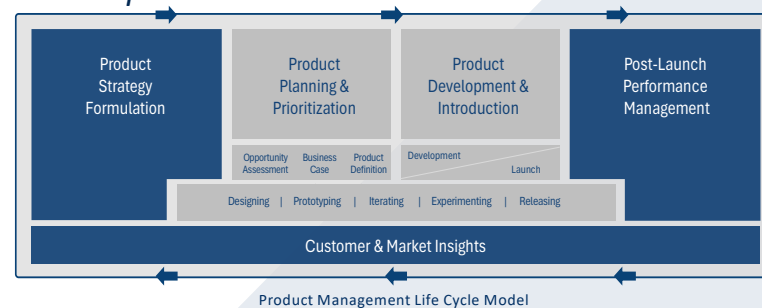 Product
Strategy
Formulation
Product
Planning &
Prioritization
Product
Development &
Introduction
Post-Launch
Performance
Management
Opportunity
Assessment
Business
Case
Product
Definition
Development
Launch
Designing | Prototyping | Iterating | Experimenting | Releasing
Customer & Market Insights
Product Management Life Cycle Model